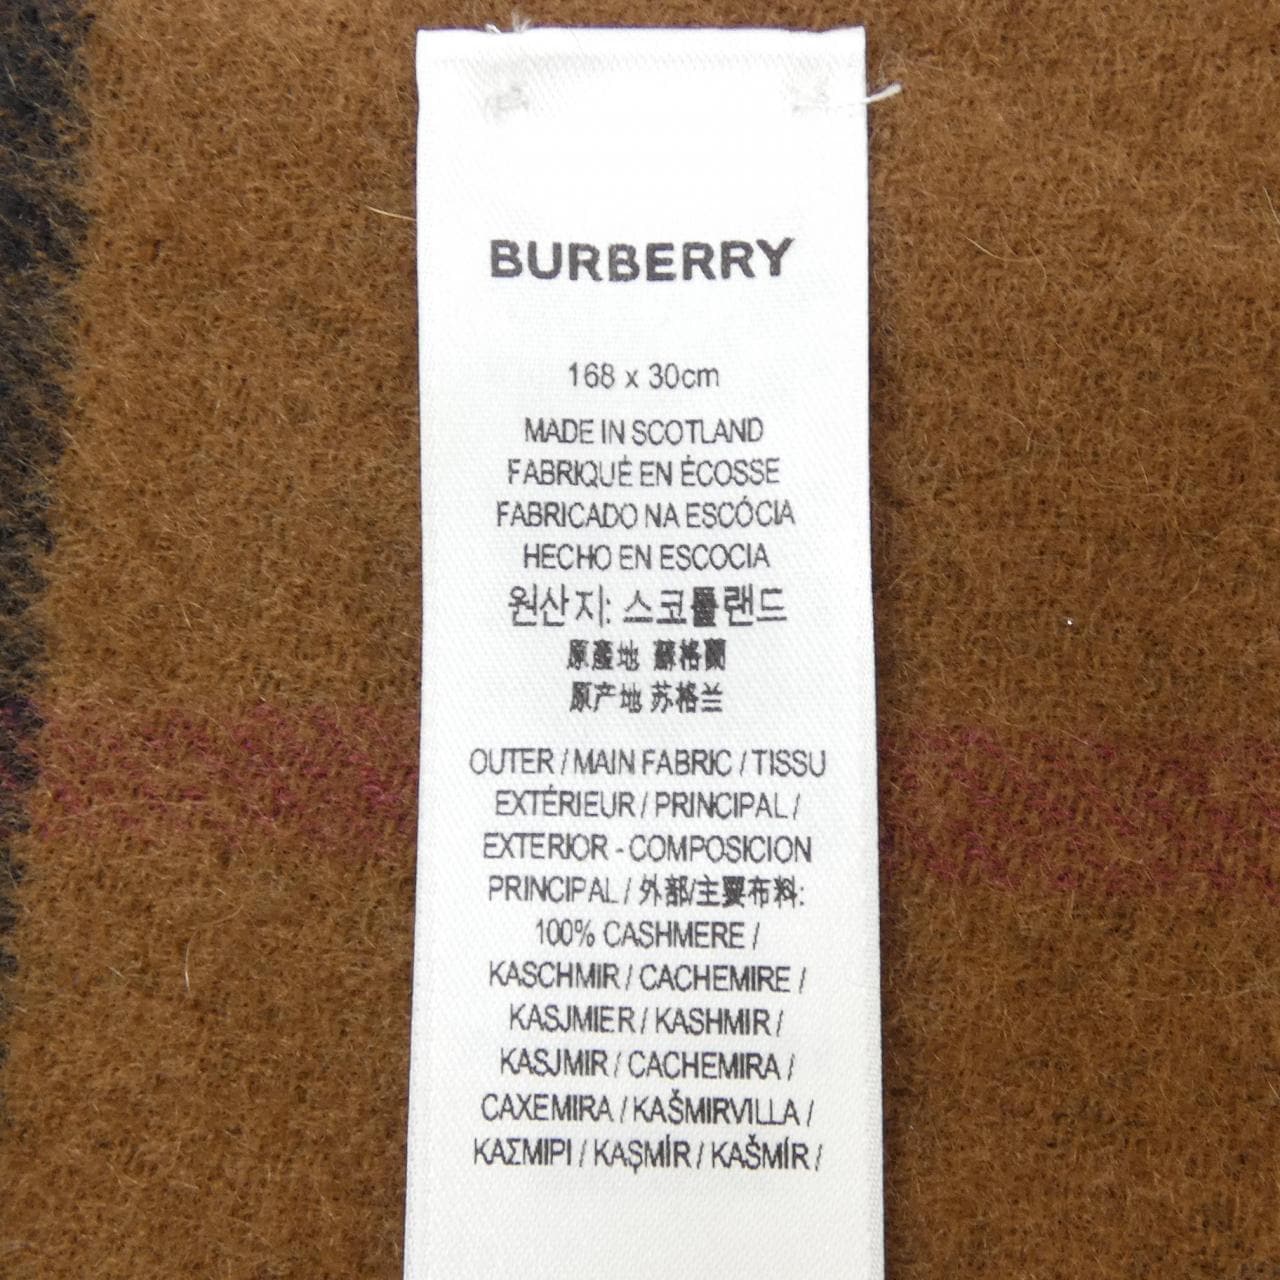 BURBERRY
168 x 30cm
MADE IN SCOTLAND
FABRIQUÉ EN ÉCOSSE
FABRICADO NA ESCÓCIA
HECHO EN ESCOCIA
원산지: 스코틀랜드
原產地 蘇格蘭
原产地 苏格兰
OUTER / MAIN FABRIC / TISSU
EXTÉRIEUR / PRINCIPAL /
EXTERIOR - COMPOSICION
PRINCIPAL / 外部/主要布料:
100% CASHMERE /
KASCHMIR / CACHEMIRE /
KASJMIER / KASHMIR /
KASJMIR / CACHEMIRA /
CAXEMIRA / KAŠMIRVILLA /
ΚΑΣΜΙΡΙ / KAŞMİR / KAŠMÍR /